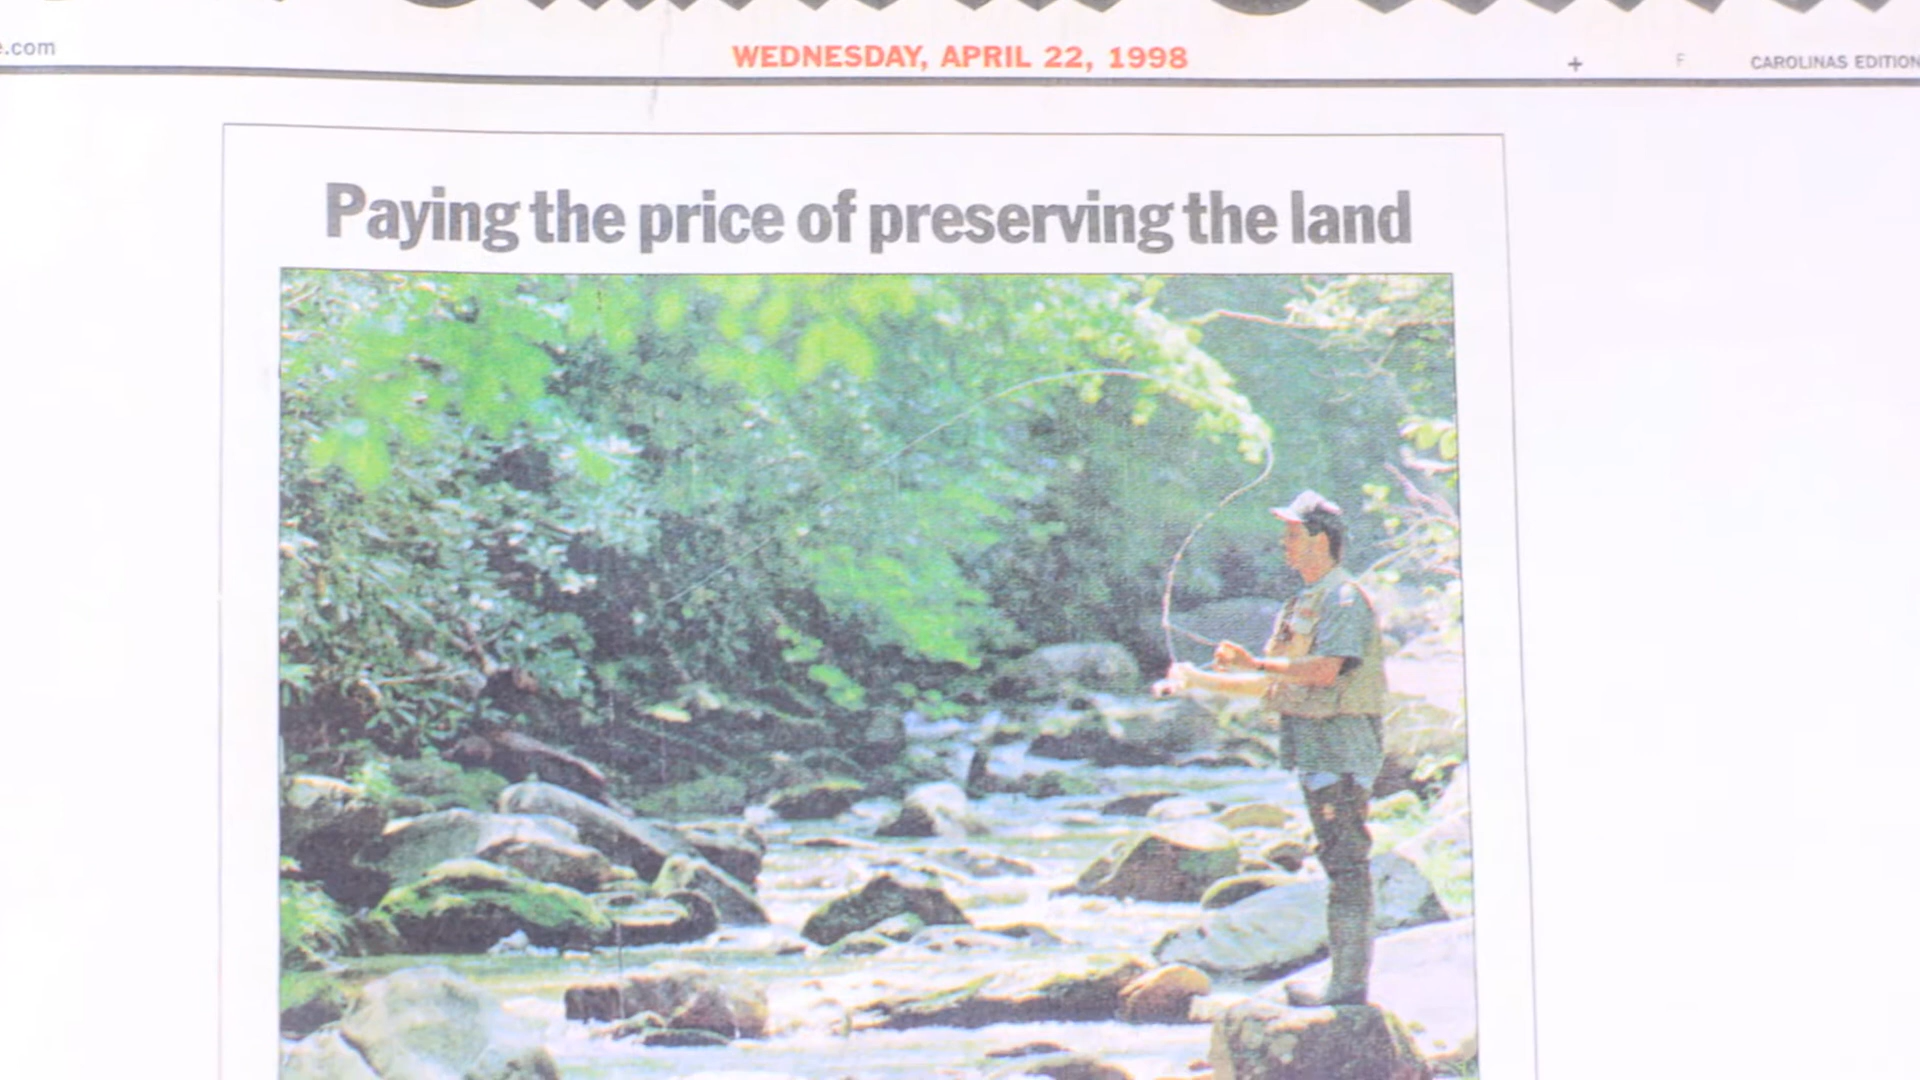 .com
WEDNESDAY, APRIL 22, 1998
+
F
CAROLINAS EDITION
Paying the price of preserving the land